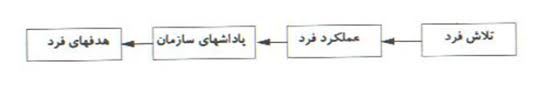 تلاش فرد
عملکرد فرد
پاداشهای سازمان
هدفهای فرد